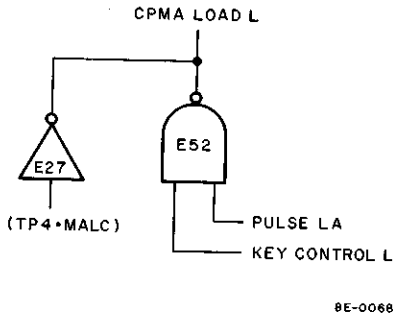 CPMA LOAD L
E27
E52
(TP4•MALC)
PULSE LA
KEY CONTROL L
8E-0068